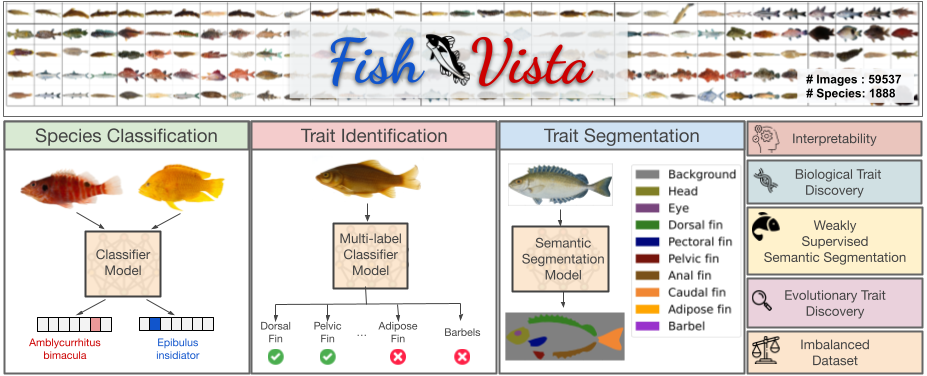 Fish Vista
# Images : 59537
# Species: 1888
Species Classification
Classifier
Model
Amblycurrhitus
bimacula
Epibulus
insidiator
Trait Identification
Multi-label
Classifier
Model
Dorsal
Fin
Pelvic
Fin
...
Adipose
Fin
Barbels
Trait Segmentation
Semantic
Segmentation
Model
Background
Head
Eye
Dorsal fin
Pectoral fin
Pelvic fin
Anal fin
Caudal fin
Adipose fin
Barbel
Interpretability
Biological Trait
Discovery
Weakly
Supervised
Semantic Segmentation
Evolutionary Trait
Discovery
Imbalanced
Dataset